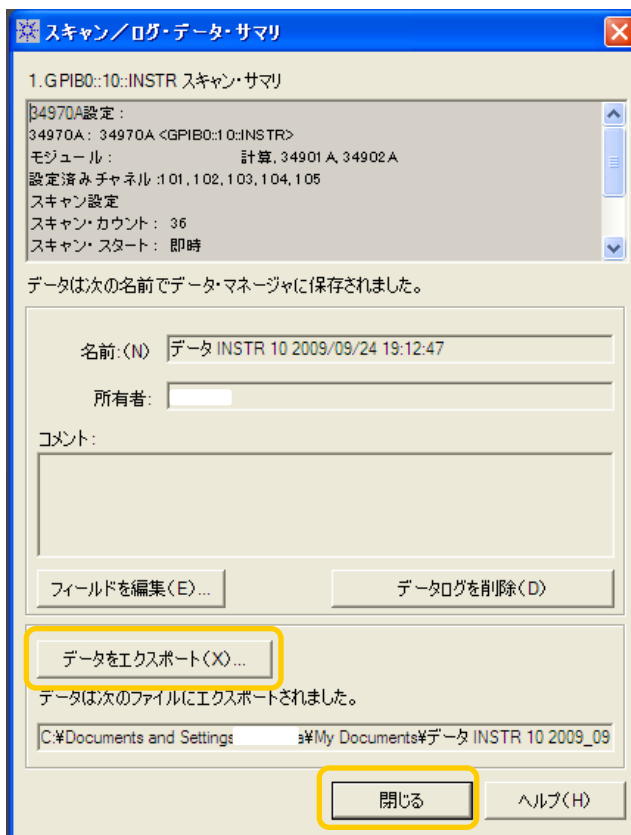 スキャン／ログ・データ・サマリ
1.GPIB0::10::INSTR スキャン・サマリ
34970A設定：
34970A： 34970A <GPIB0::10::INSTR>
モジュール： 計算, 34901A, 34902A
設定済みチャネル：101, 102, 103, 104, 105
スキャン設定
スキャン・カウント： 36
スキャン・スタート： 即時
データは次の名前でデータ・マネージャに保存されました。
名前:(N) データ INSTR 10 2009/09/24 19:12:47
所有者:
コメント:
フィールドを編集(E)... データログを削除(D)
データをエクスポート(X)...
データは次のファイルにエクスポートされました。
C:¥Documents and Settings a¥My Documents¥データ INSTR 10 2009_09
閉じる ヘルプ(H)